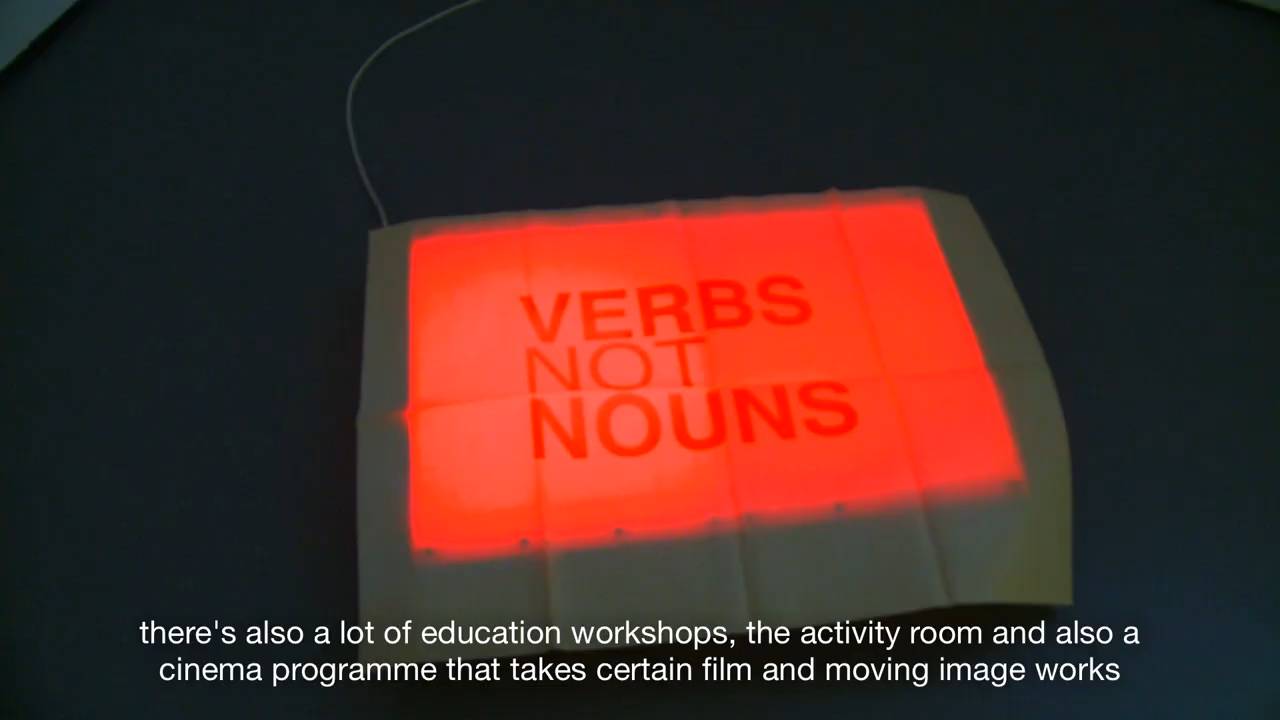 VERBS
NOT
NOUNS
there's also a lot of education workshops, the activity room and also a
cinema programme that takes certain film and moving image works